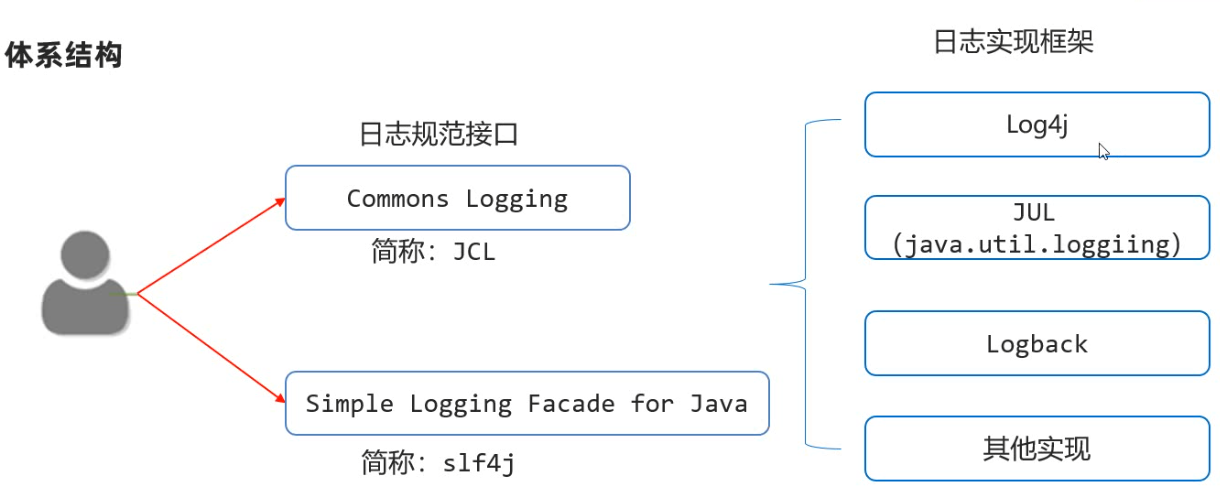 体系结构
日志规范接口
Commons Logging
简称：JCL
Simple Logging Facade for Java
简称：slf4j
日志实现框架
Log4j
JUL
（java.util.loggiing）
Logback
其他实现